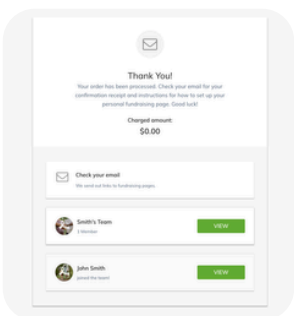 Thank You!
Your order has been processed. Check your email for your
confirmation receipt and instructions for how to set up your
personal fundraising page. Good luck!
Charged amount:
$0.00
Check your email
We send out links to fundraising pages.
Smith's Team
1 Member
VIEW
John Smith
joined the team!
VIEW